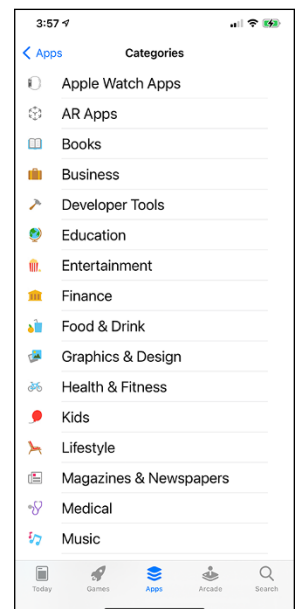 3:57
Apps
Categories
Apple Watch Apps
AR Apps
Books
Business
Developer Tools
Education
Entertainment
Finance
Food & Drink
Graphics & Design
Health & Fitness
Kids
Lifestyle
Magazines & Newspapers
Medical
Music
Today
Games
Apps
Arcade
Search